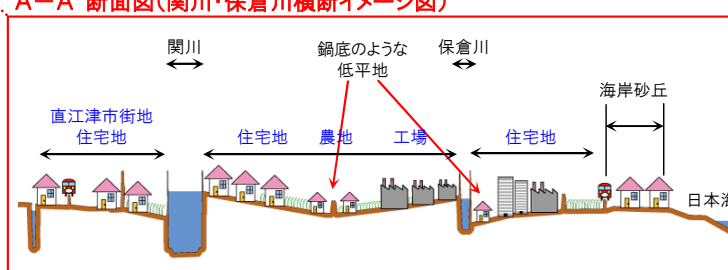 A－A 断面図(関川・保倉川横断イメージ図)
関川
鍋底のような
低平地
保倉川
海岸砂丘
直江津市街地
住宅地
住宅地
農地
工場
住宅地
日本海